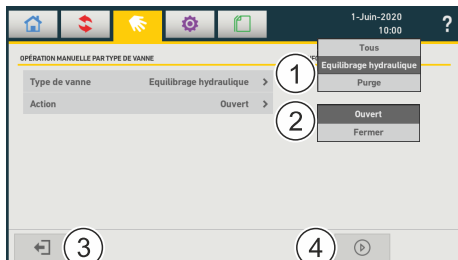 1-Juin-2020
10:00
?
OPÉRATION MANUELLE PAR TYPE DE VANNE
Type de vanne Equilibrage hydraulique >
Action Ouvert >
Tous
Equilibrage hydraulique
Purge
1
Ouvert
Fermer
2
3
4